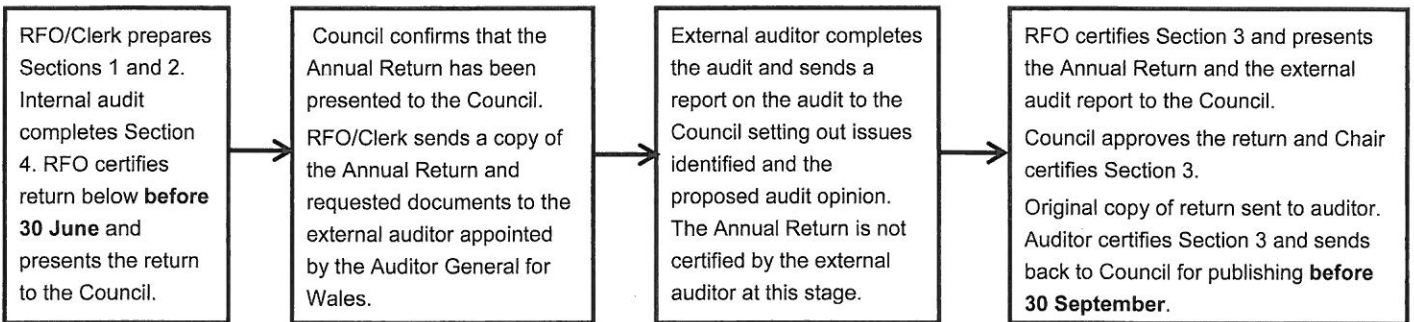 RFO/Clerk prepares
Sections 1 and 2.
Internal audit
completes Section
4. RFO certifies
return below before
30 June and
presents the return
to the Council.
Council confirms that the
Annual Return has been
presented to the Council.
RFO/Clerk sends a copy of
the Annual Return and
requested documents to the
external auditor appointed
by the Auditor General for
Wales.
External auditor completes
the audit and sends a
report on the audit to the
Council setting out issues
identified and the
proposed audit opinion.
The Annual Return is not
certified by the external
auditor at this stage.
RFO certifies Section 3 and presents
the Annual Return and the external
audit report to the Council.
Council approves the return and Chair
certifies Section 3.
Original copy of return sent to auditor.
Auditor certifies Section 3 and sends
back to Council for publishing before
30 September.